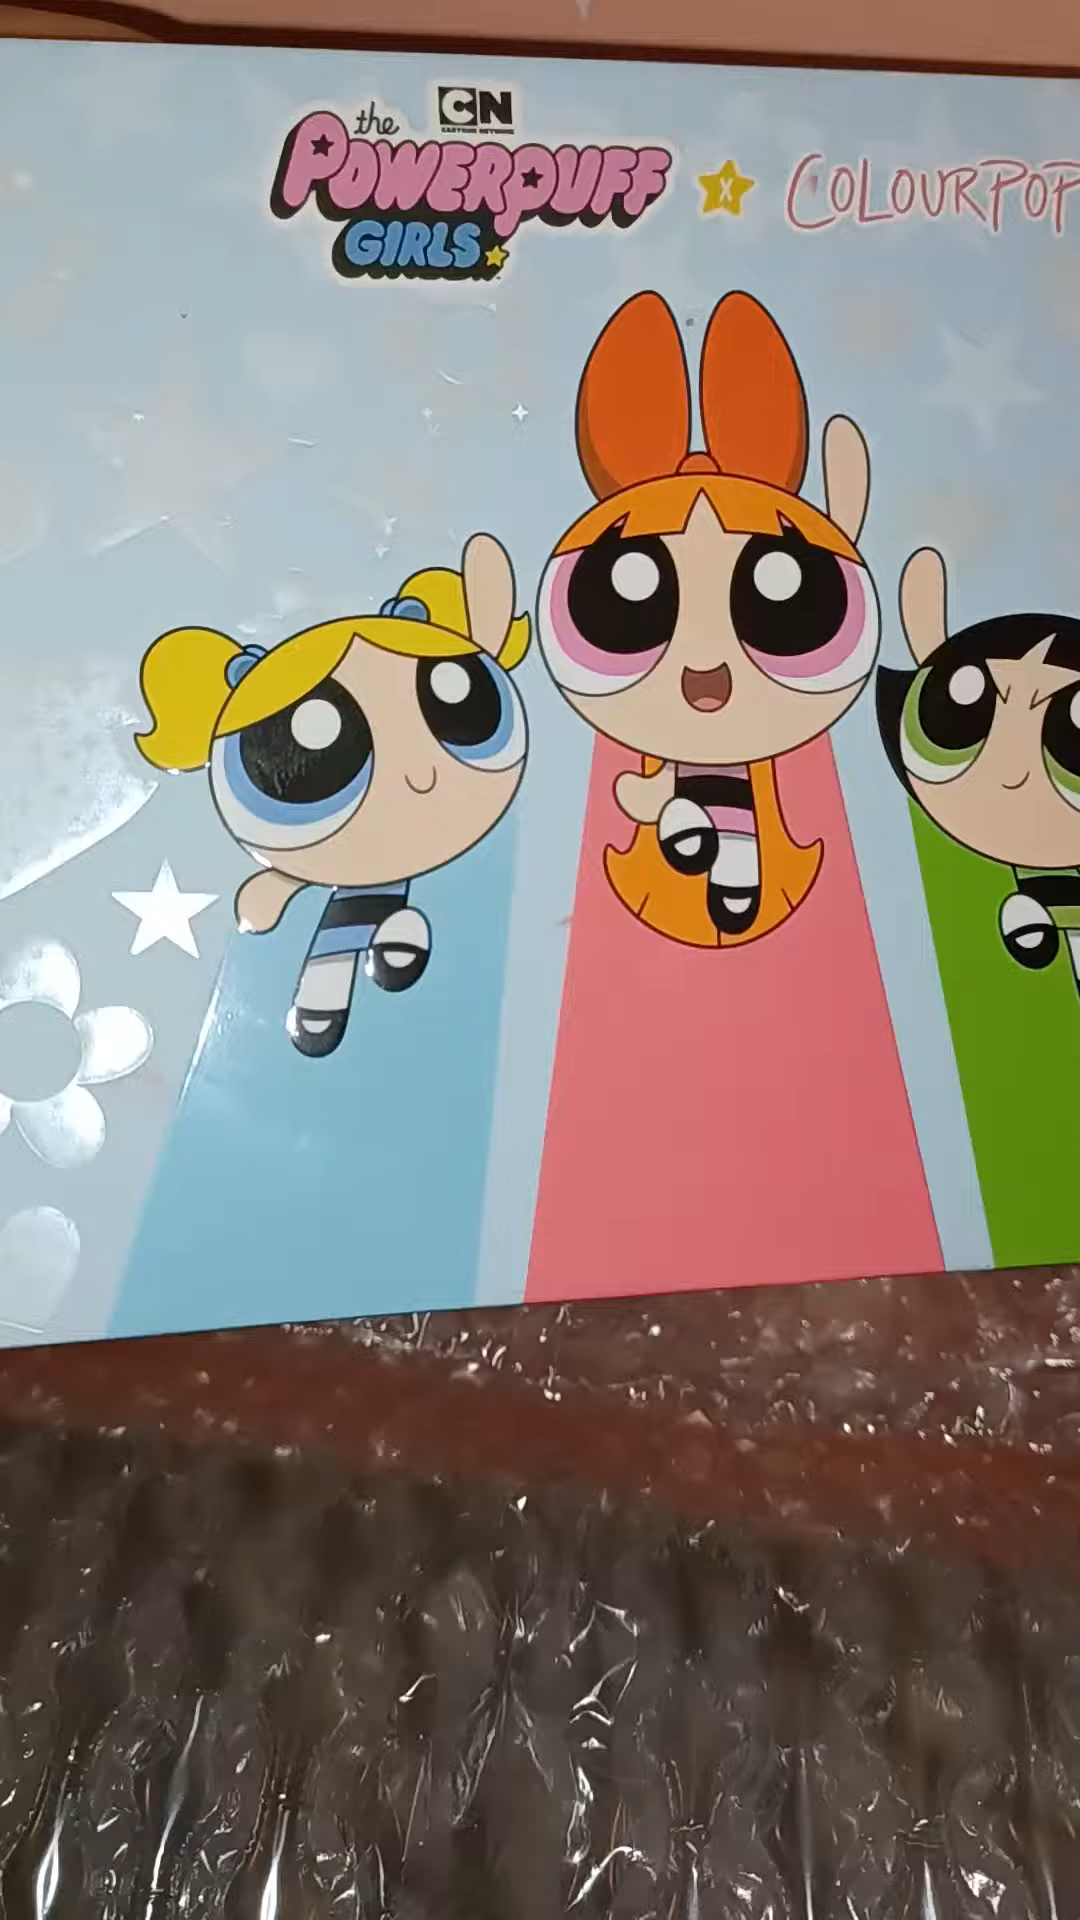 CN
CARTOON NETWORK
the
POWERPUFF
GIRLS
X
COLOURPOP